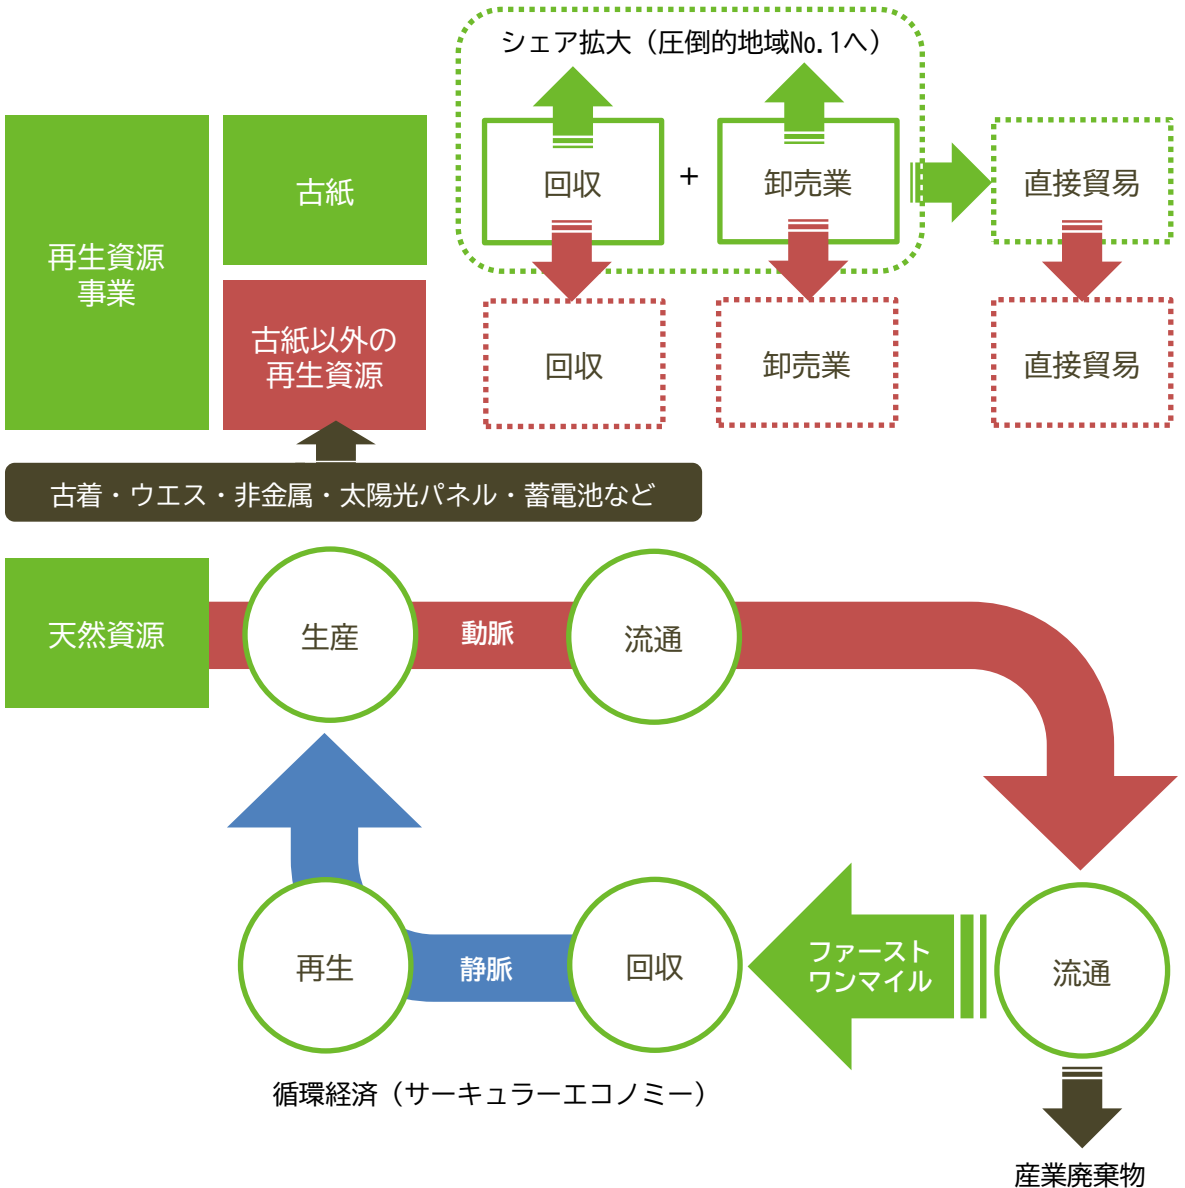 シェア拡大（圧倒的地域No.1へ）
再生資源
事業
古紙
回収
+
卸売業
直接貿易
古紙以外の
再生資源
回収
卸売業
直接貿易
古着・ウエス・非金属・太陽光パネル・蓄電池など
天然資源
生産
動脈
流通
再生
静脈
回収
ファースト
ワンマイル
流通
循環経済（サーキュラーエコノミー）
産業廃棄物